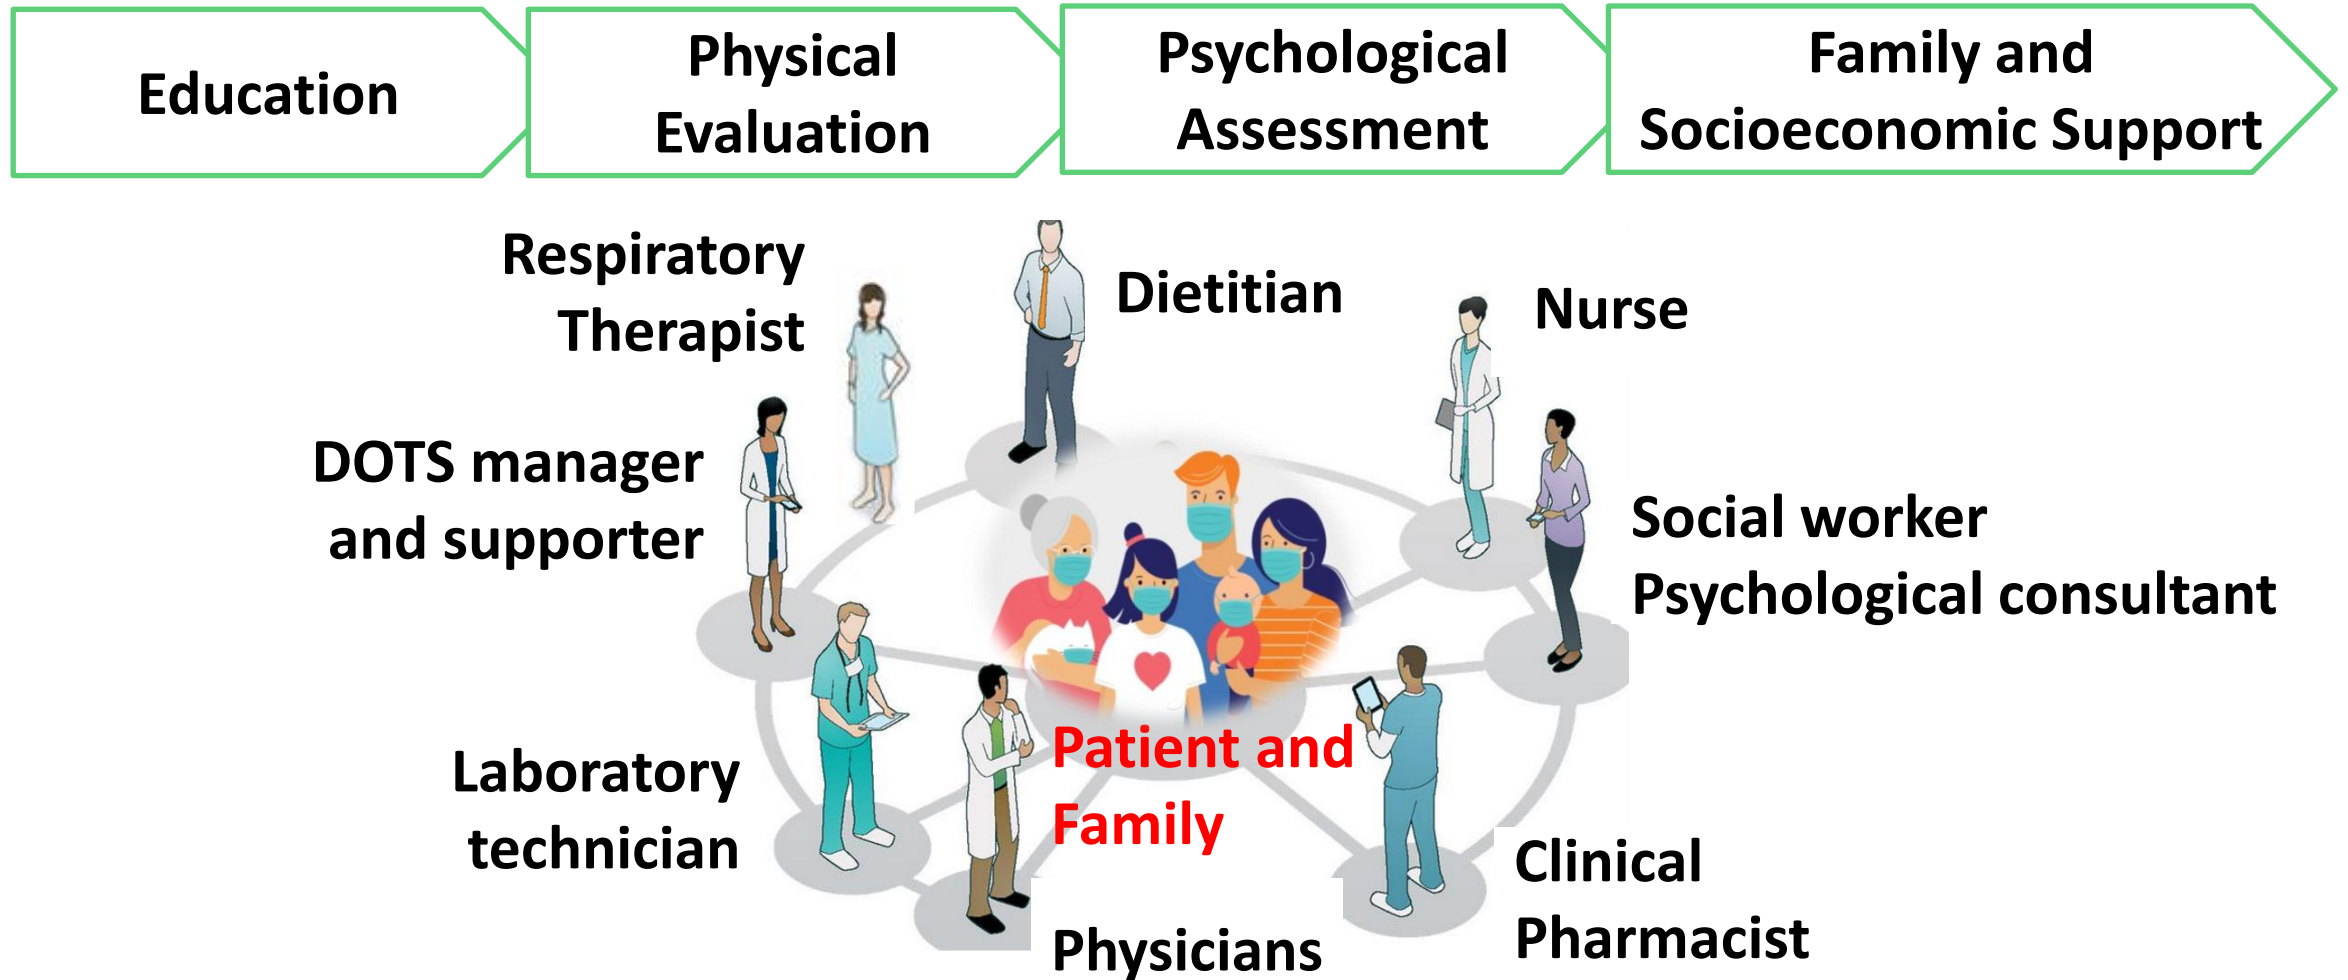 Education
Physical
Evaluation
Psychological
Assessment
Family and
Socioeconomic Support
Respiratory
Therapist
Dietitian
Nurse
DOTS manager
and supporter
Social worker
Psychological consultant
Laboratory
technician
Patient and
Family
Physicians
Clinical
Pharmacist